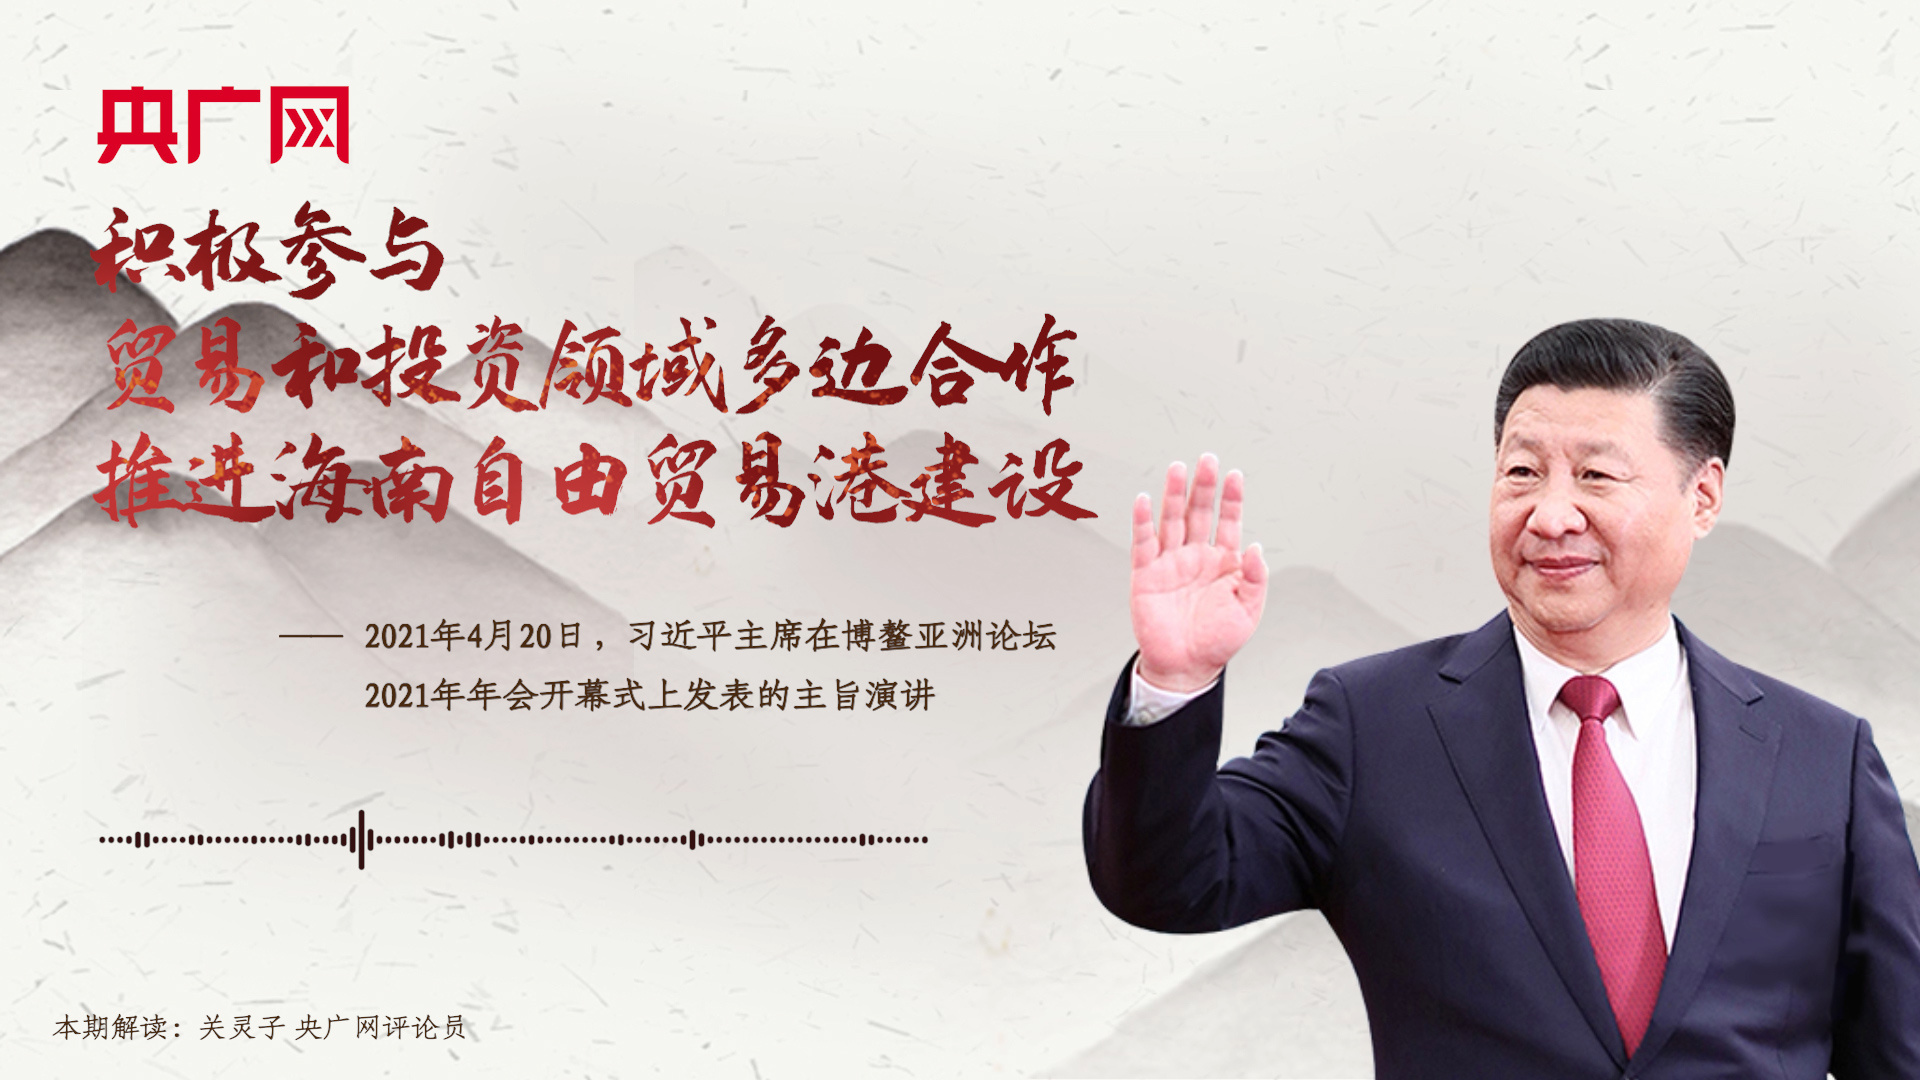 央广网
积极参与
贸易和投资领域多边合作
推进海南自由贸易港建设
—— 2021年4月20日，习近平主席在博鳌亚洲论坛
2021年年会开幕式上发表的主旨演讲
本期解读：关灵子 央广网评论员